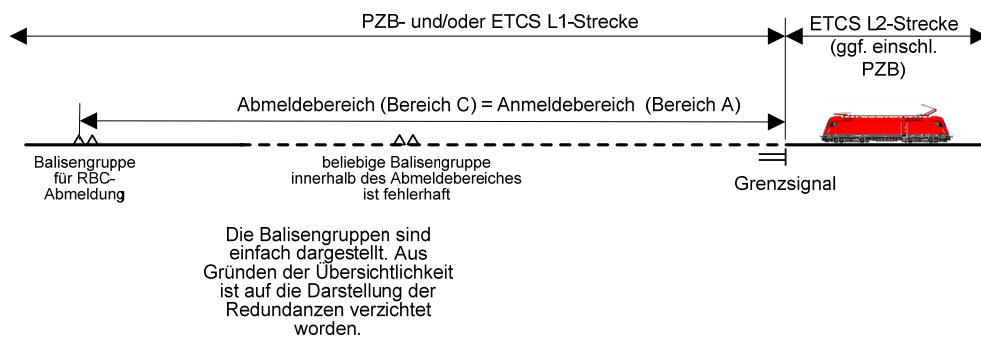 PZB- und/oder ETCS L1-Strecke
ETCS L2-Strecke
(ggf. einschl.
PZB)
Abmeldebereich (Bereich C) = Anmeldebereich (Bereich A)
Balisengruppe
für RBC-
Abmeldung
beliebige Balisengruppe
innerhalb des Abmeldebereiches
ist fehlerhaft
Grenzsignal
Die Balisengruppen sind
einfach dargestellt. Aus
Gründen der Übersichtlichkeit
ist auf die Darstellung der
Redundanzen verzichtet
worden.